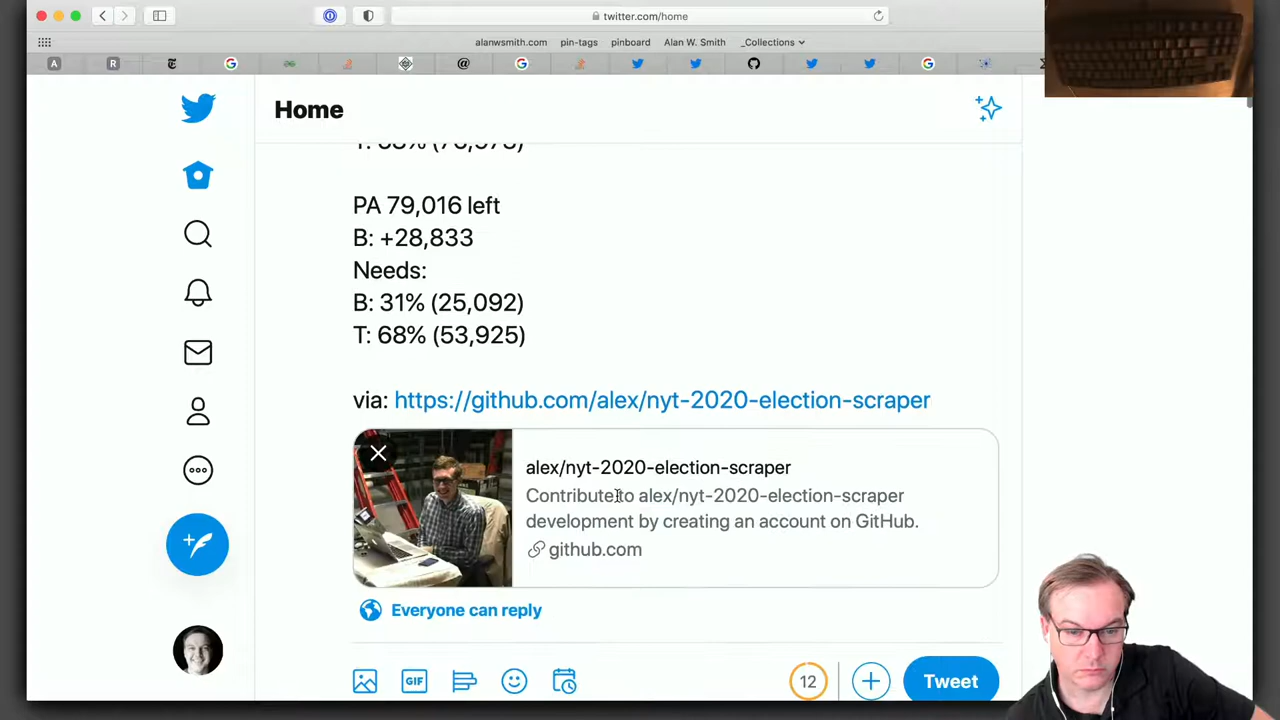 twitter.com/home
alanwsmith.com pin-tags pinboard Alan W. Smith _Collections
Home
PA 79,016 left
B: +28,833
Needs:
B: 31% (25,092)
T: 68% (53,925)
via: https://github.com/alex/nyt-2020-election-scraper
alex/nyt-2020-election-scraper
Contribute to alex/nyt-2020-election-scraper
development by creating an account on GitHub.
github.com
Everyone can reply
GIF
12
Tweet